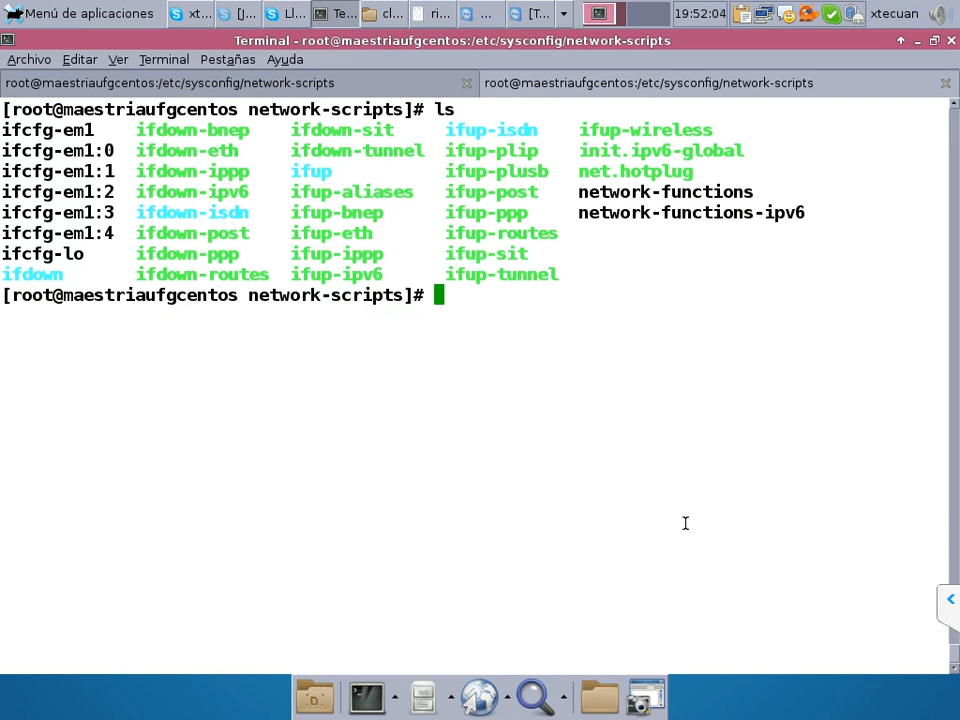 Menú de aplicaciones xt... [J... Ll... Te... cl... ri... ... [T... 19:52:04 xtecuan
Terminal - root@maestriaufgcentos:/etc/sysconfig/network-scripts
Archivo Editar Ver Terminal Pestañas Ayuda
root@maestriaufgcentos:/etc/sysconfig/network-scripts root@maestriaufgcentos:/etc/sysconfig/network-scripts
[root@maestriaufgcentos network-scripts]# ls
ifcfg-em1 ifdown-bnep ifdown-sit ifup-isdn ifup-wireless
ifcfg-em1:0 ifdown-eth ifdown-tunnel ifup-plip init.ipv6-global
ifcfg-em1:1 ifdown-ippp ifup ifup-plusb net.hotplug
ifcfg-em1:2 ifdown-ipv6 ifup-aliases ifup-post network-functions
ifcfg-em1:3 ifdown-isdn ifup-bnep ifup-ppp network-functions-ipv6
ifcfg-em1:4 ifdown-post ifup-eth ifup-routes
ifcfg-lo ifdown-ppp ifup-ippp ifup-sit
ifdown ifdown-routes ifup-ipv6 ifup-tunnel
[root@maestriaufgcentos network-scripts]#